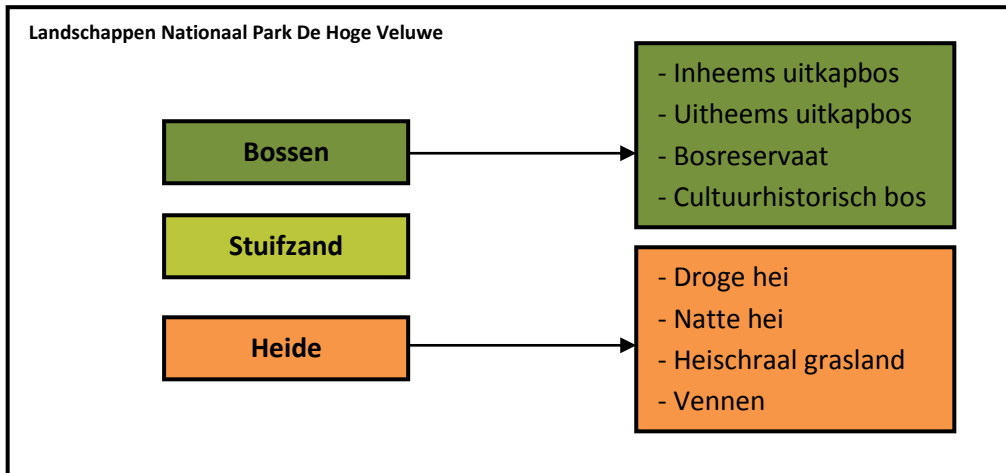 Landschappen Nationaal Park De Hoge Veluwe
Bossen
- Inheems uitkapbos
- Uitheems uitkapbos
- Bosreservaat
- Cultuurhistorisch bos
Stuifzand
Heide
- Droge hei
- Natte hei
- Heischraal grasland
- Vennen